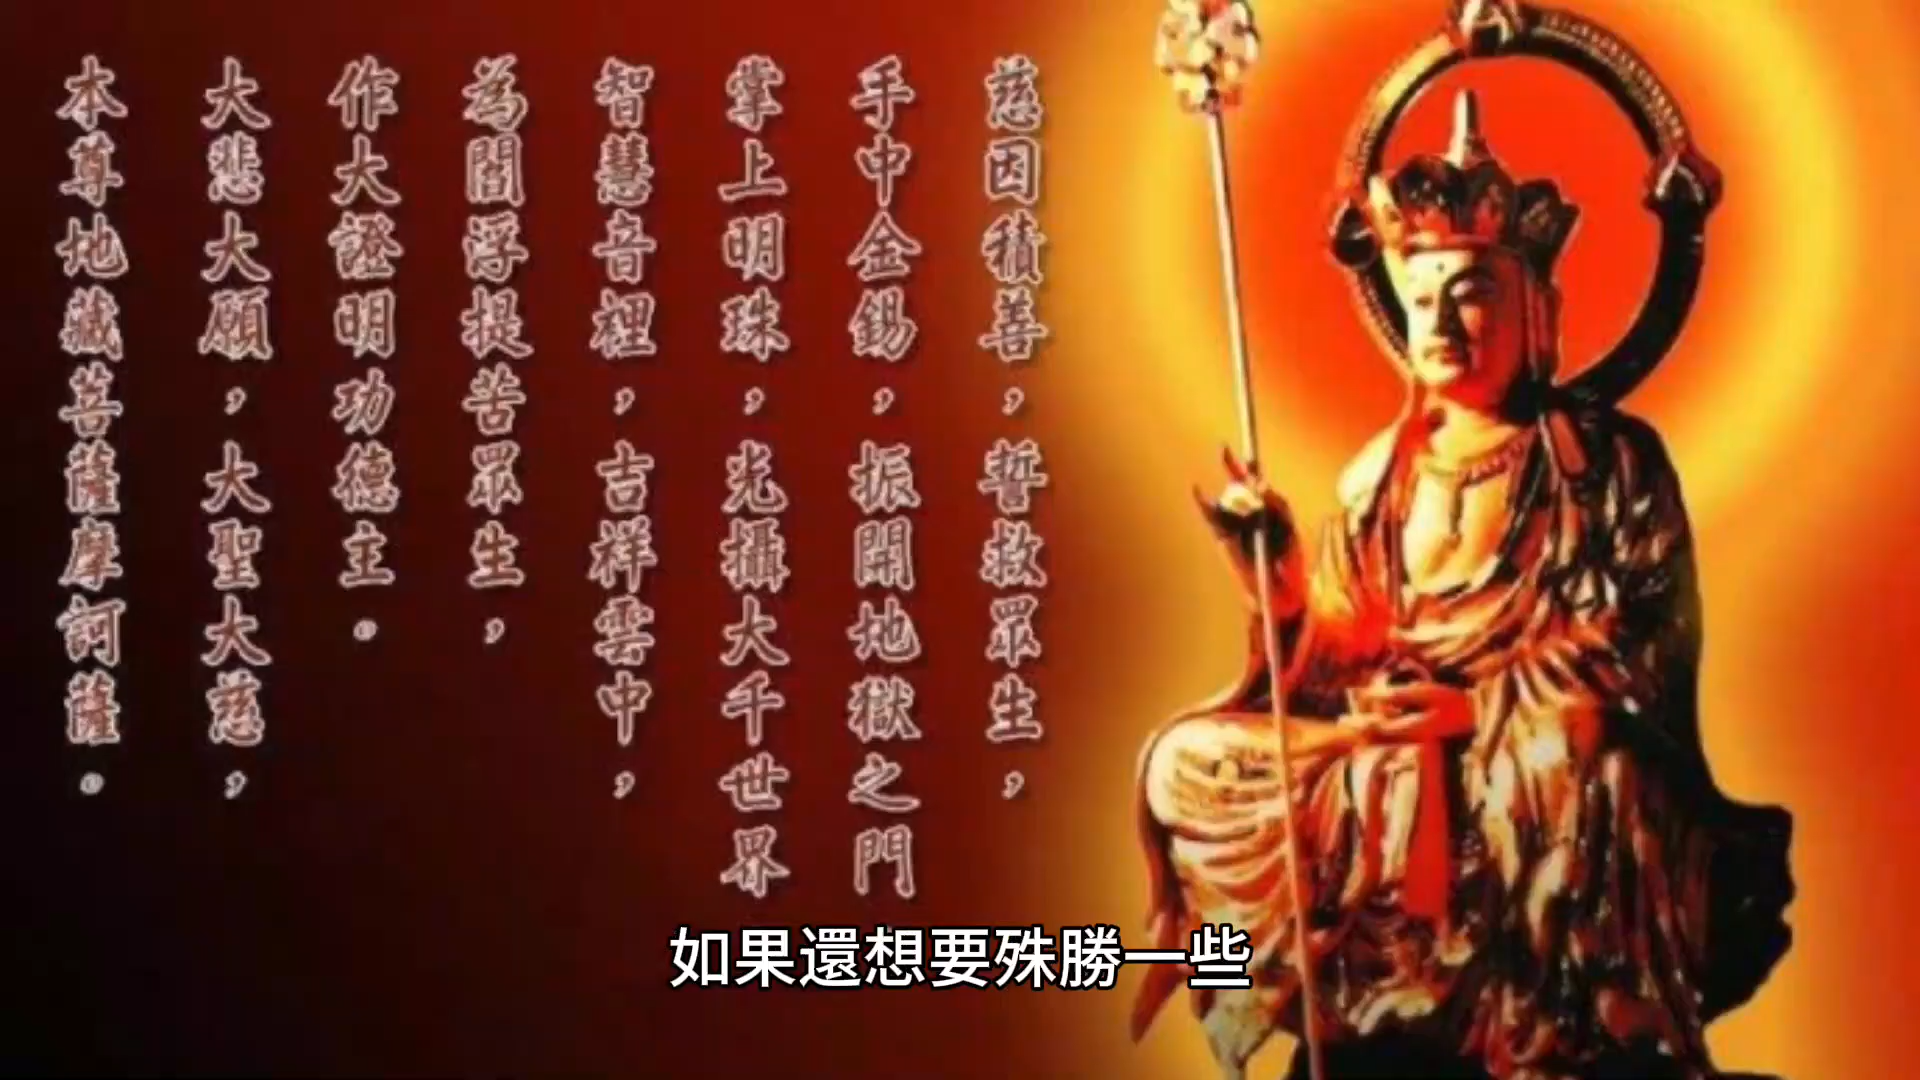 慈因積善，誓救眾生，
手中金錫，振開地獄之門
掌上明珠，光攝大千世界
智慧音裡，吉祥雲中，
為閻浮提苦眾生，
作大證明功德主。
大悲大願，大聖大慈，
本尊地藏菩薩摩訶薩。
如果還想要殊勝一些